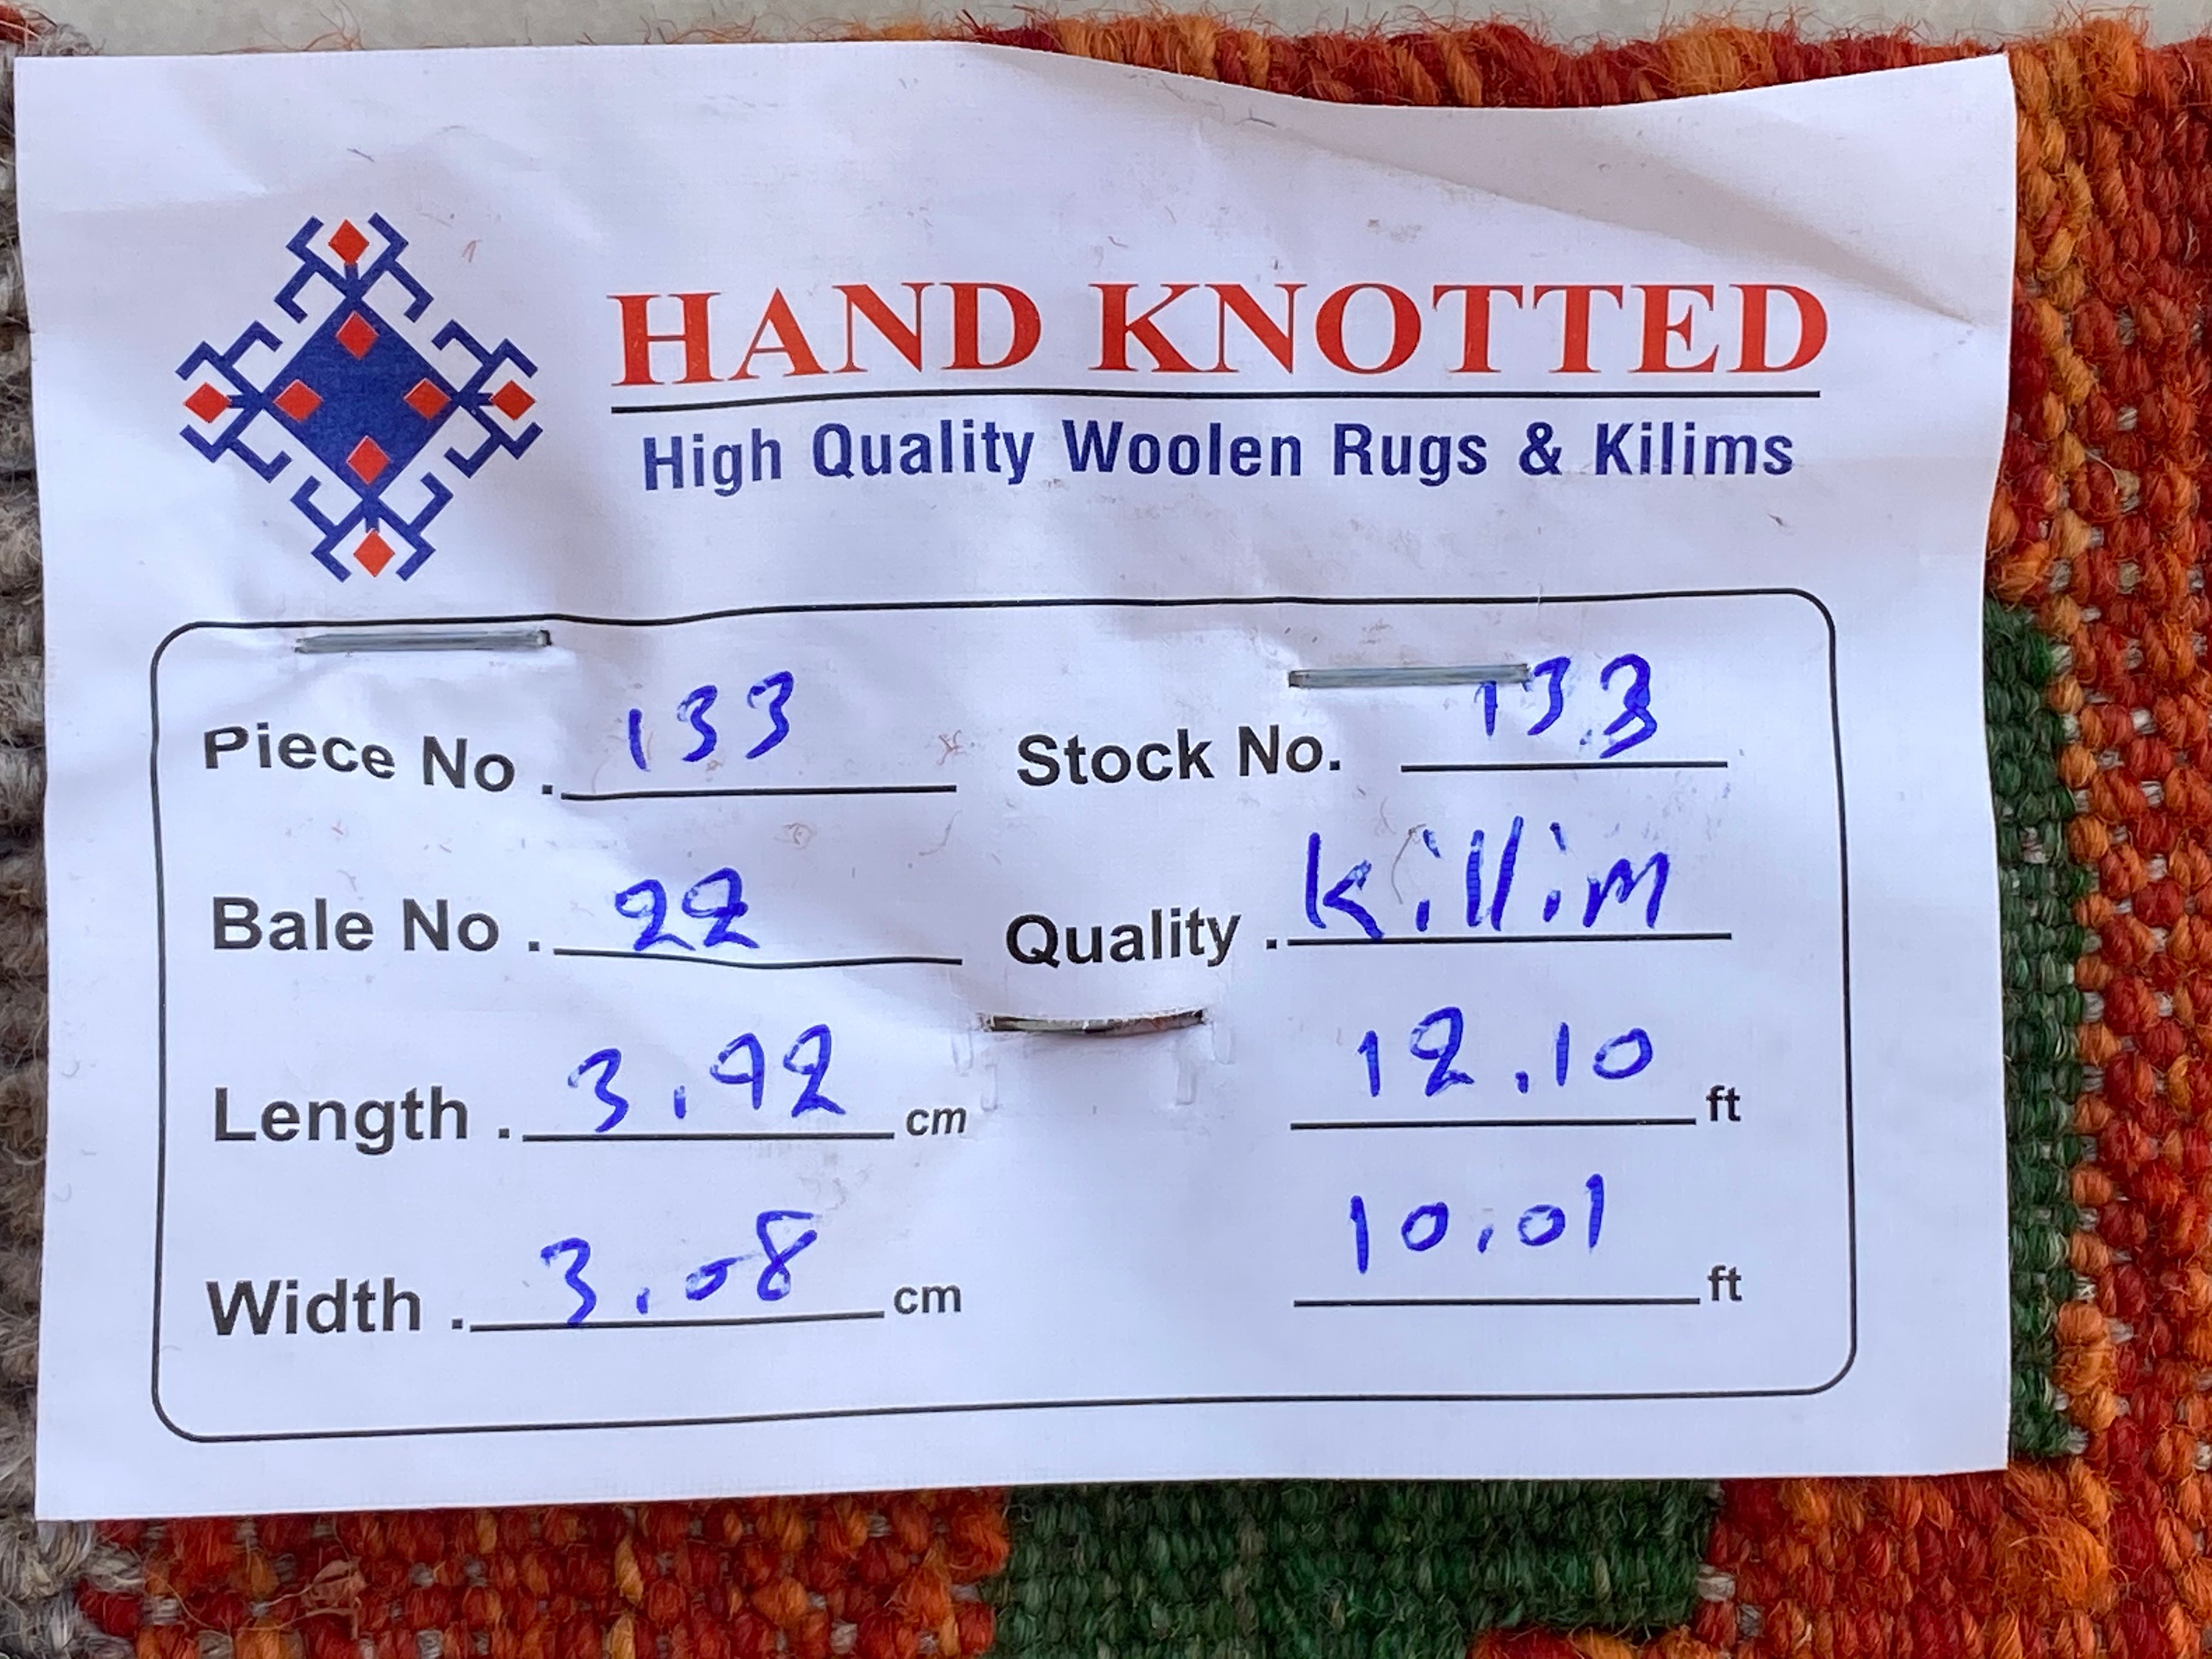 HAND KNOTTED
High Quality Woolen Rugs & Kilims
Piece No . 133 Stock No. 133
Bale No . 22 Quality . Killim
Length . 3.92 cm 12.10 ft
Width . 3.08 cm 10.01 ft